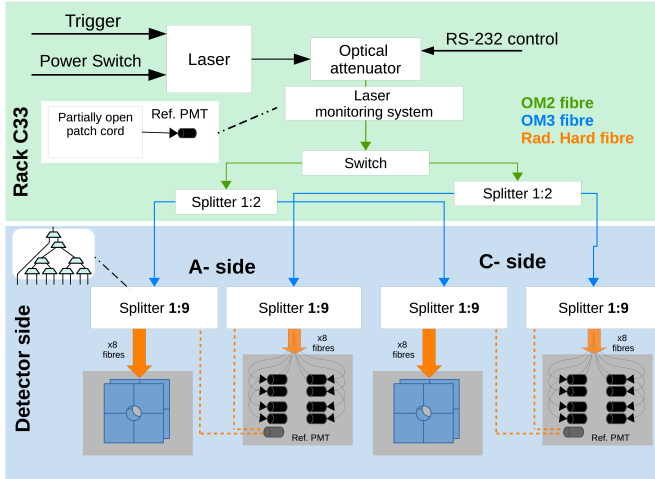 Trigger
Power Switch
Laser
Optical
attenuator
RS-232 control
Laser
monitoring system
Partially open
patch cord
Ref. PMT
OM2 fibre
OM3 fibre
Rad. Hard fibre
Rack C33
Switch
Splitter 1:2
Splitter 1:2
A- side
C- side
Detector side
Splitter 1:9
Splitter 1:9
Splitter 1:9
Splitter 1:9
x8
fibres
x8
fibres
x8
fibres
x8
fibres
Ref. PMT
Ref. PMT